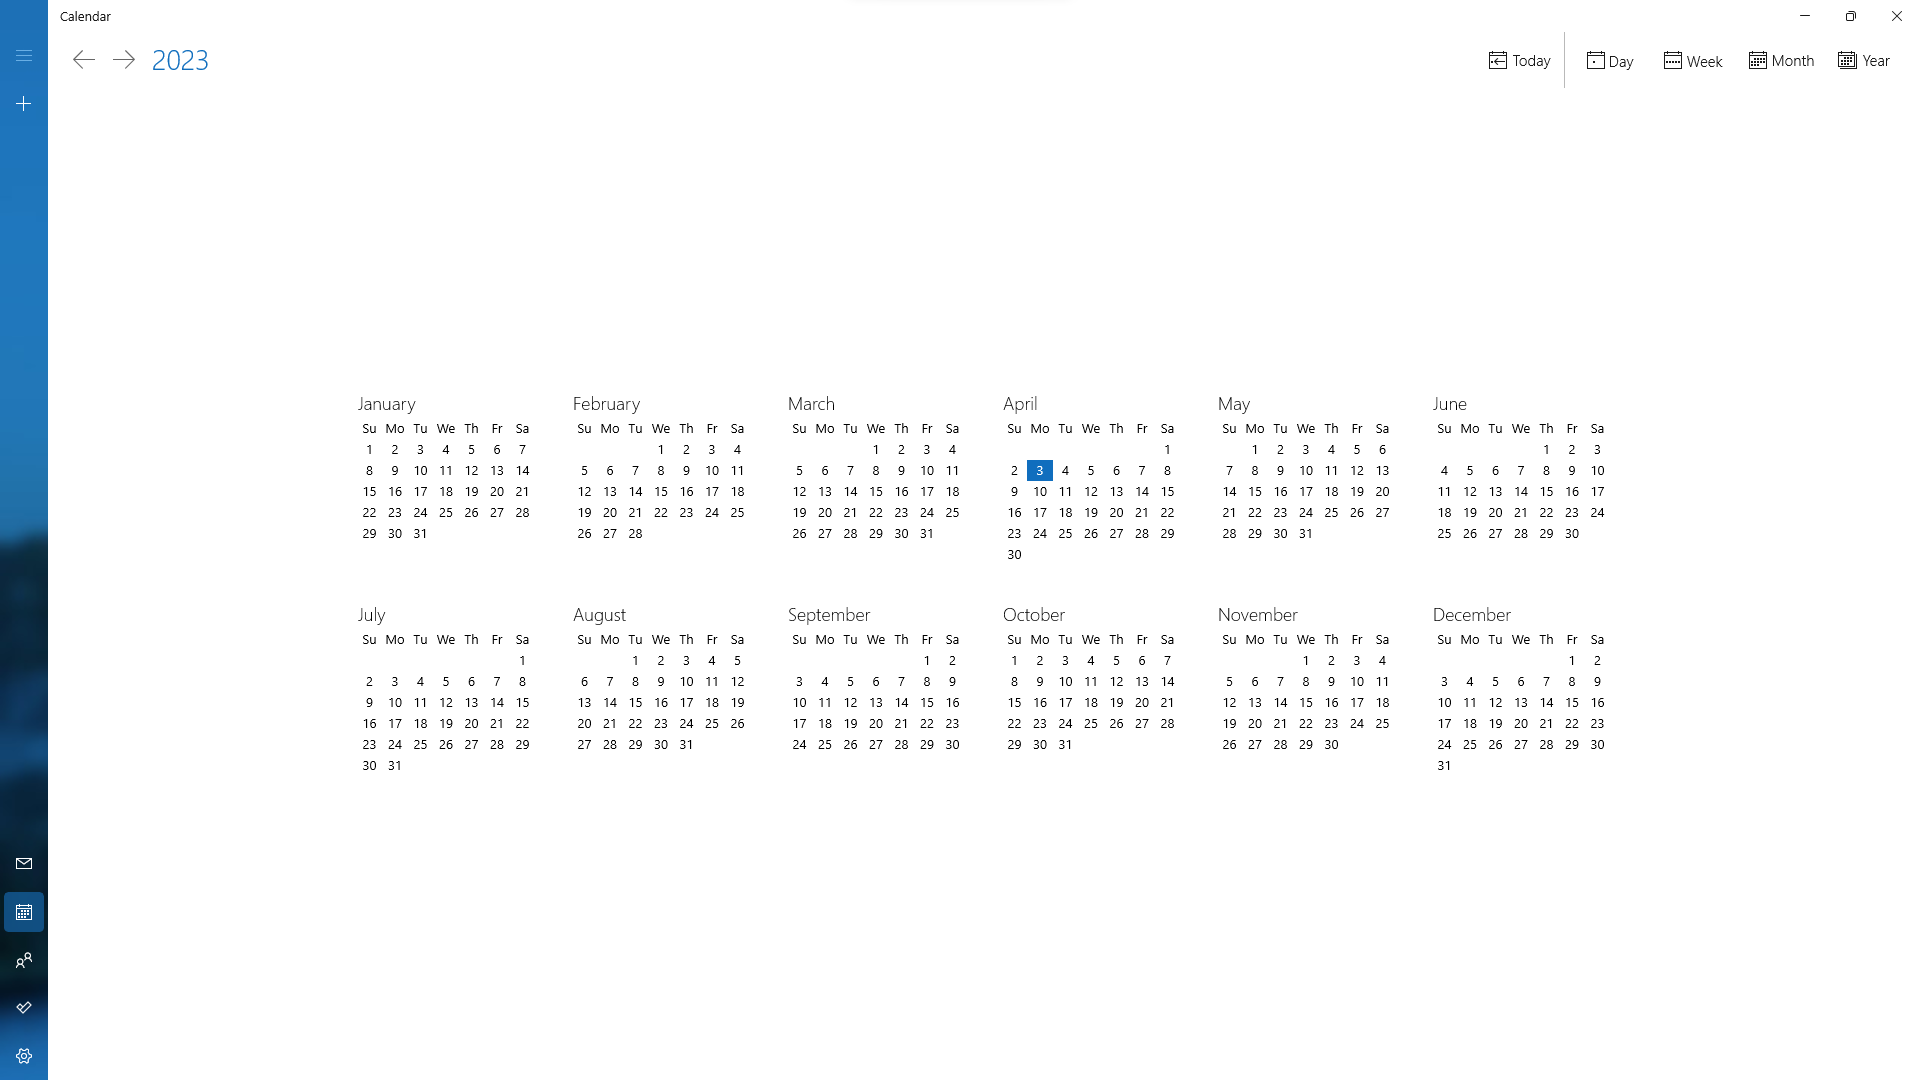 Calendar
2023
Today Day Week Month Year
January
Su Mo Tu We Th Fr Sa
1 2 3 4 5 6 7
8 9 10 11 12 13 14
15 16 17 18 19 20 21
22 23 24 25 26 27 28
29 30 31
February
Su Mo Tu We Th Fr Sa
1 2 3 4
5 6 7 8 9 10 11
12 13 14 15 16 17 18
19 20 21 22 23 24 25
26 27 28
March
Su Mo Tu We Th Fr Sa
1 2 3 4
5 6 7 8 9 10 11
12 13 14 15 16 17 18
19 20 21 22 23 24 25
26 27 28 29 30 31
April
Su Mo Tu We Th Fr Sa
1
2 3 4 5 6 7 8
9 10 11 12 13 14 15
16 17 18 19 20 21 22
23 24 25 26 27 28 29
30
May
Su Mo Tu We Th Fr Sa
1 2 3 4 5 6
7 8 9 10 11 12 13
14 15 16 17 18 19 20
21 22 23 24 25 26 27
28 29 30 31
June
Su Mo Tu We Th Fr Sa
1 2 3
4 5 6 7 8 9 10
11 12 13 14 15 16 17
18 19 20 21 22 23 24
25 26 27 28 29 30
July
Su Mo Tu We Th Fr Sa
1
2 3 4 5 6 7 8
9 10 11 12 13 14 15
16 17 18 19 20 21 22
23 24 25 26 27 28 29
30 31
August
Su Mo Tu We Th Fr Sa
1 2 3 4 5
6 7 8 9 10 11 12
13 14 15 16 17 18 19
20 21 22 23 24 25 26
27 28 29 30 31
September
Su Mo Tu We Th Fr Sa
1 2
3 4 5 6 7 8 9
10 11 12 13 14 15 16
17 18 19 20 21 22 23
24 25 26 27 28 29 30
October
Su Mo Tu We Th Fr Sa
1 2 3 4 5 6 7
8 9 10 11 12 13 14
15 16 17 18 19 20 21
22 23 24 25 26 27 28
29 30 31
November
Su Mo Tu We Th Fr Sa
1 2 3 4
5 6 7 8 9 10 11
12 13 14 15 16 17 18
19 20 21 22 23 24 25
26 27 28 29 30
December
Su Mo Tu We Th Fr Sa
1 2
3 4 5 6 7 8 9
10 11 12 13 14 15 16
17 18 19 20 21 22 23
24 25 26 27 28 29 30
31